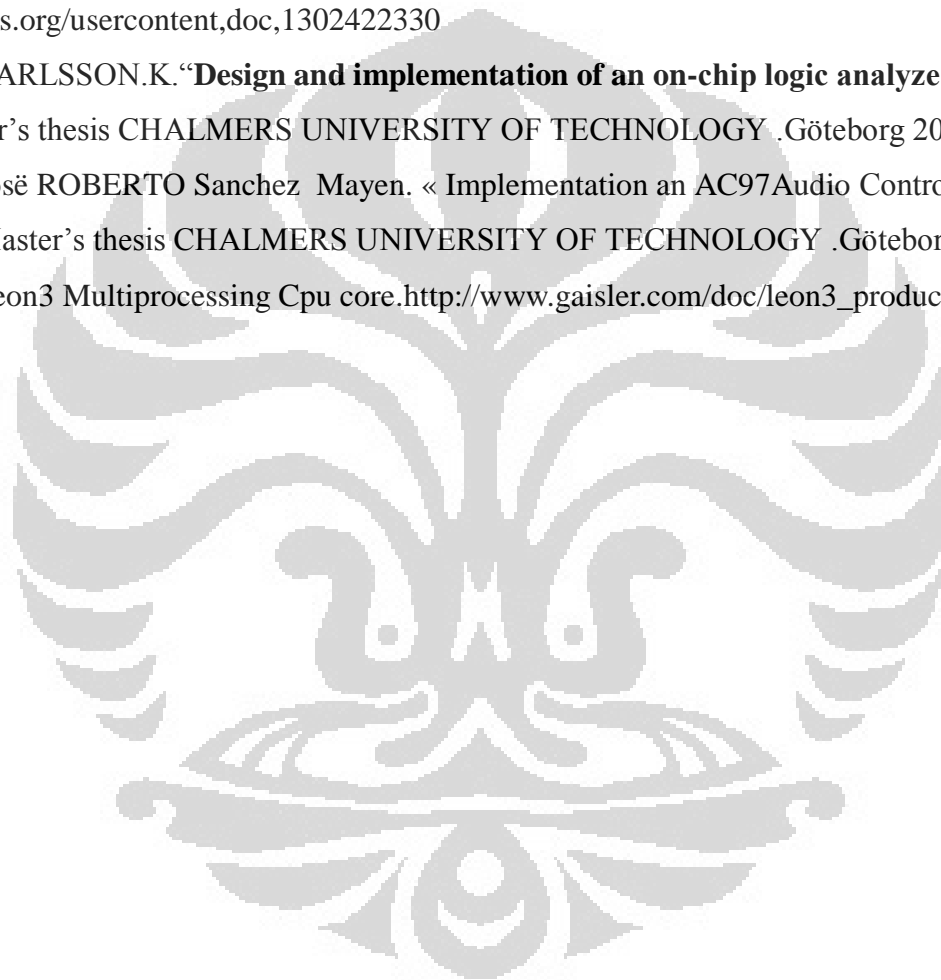 s.org/usercontent,doc,1302422330
ARLSSON.K.“Design and implementation of an on-chip logic analyze
r’s thesis CHALMERS UNIVERSITY OF TECHNOLOGY .Göteborg 20
osë ROBERTO Sanchez  Mayen. « Implementation an AC97Audio Contro
Master’s thesis CHALMERS UNIVERSITY OF TECHNOLOGY .Götebor
eon3 Multiprocessing Cpu core.http://www.gaisler.com/doc/leon3_produc